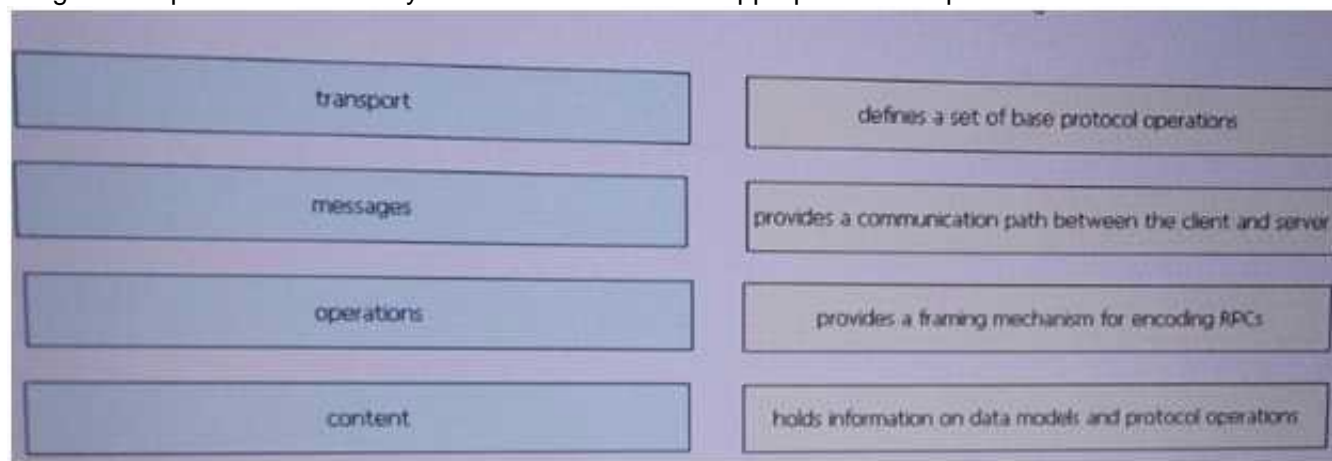 transport
defines a set of base protocol operations
messages
provides a communication path between the client and server
operations
provides a framing mechanism for encoding RPCs
content
holds information on data models and protocol operations